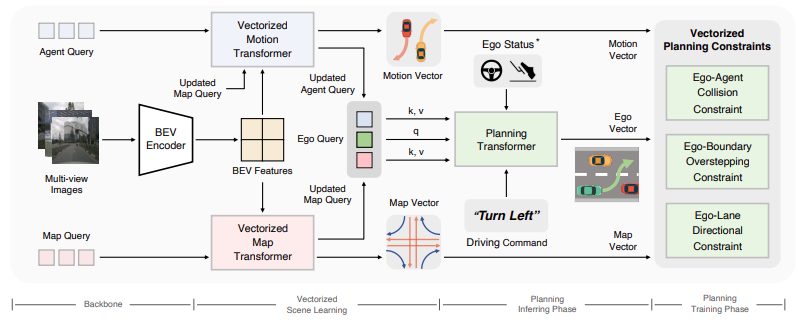 Agent Query
Vectorized
Motion
Transformer
Updated
Map Query
Updated
Agent Query
Motion Vector
Ego Status*
Motion
Vector
Vectorized
Planning Constraints
Ego-Agent
Collision
Constraint
Multi-view
Images
BEV
Encoder
BEV Features
Ego Query
k, v
q
k, v
Planning
Transformer
Ego
Vector
Ego-Boundary
Overstepping
Constraint
Updated
Map Query
Map Query
Vectorized
Map
Transformer
Map Vector
"Turn Left"
Driving Command
Map
Vector
Ego-Lane
Directional
Constraint
Backbone
Vectorized
Scene Learning
Planning
Inferring Phase
Planning
Training Phase